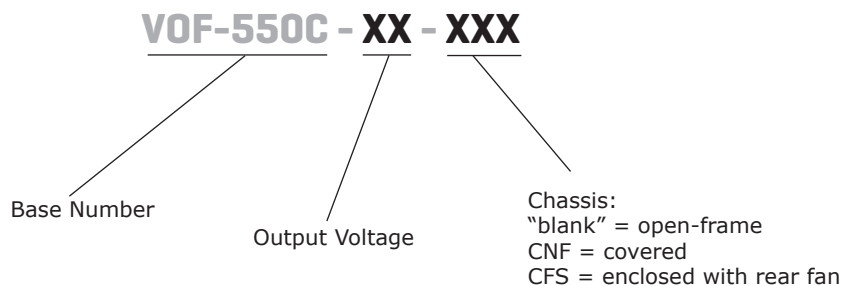 VOF-550C - XX - XXX
Base Number
Output Voltage
Chassis:
“blank” = open-frame
CNF = covered
CFS = enclosed with rear fan